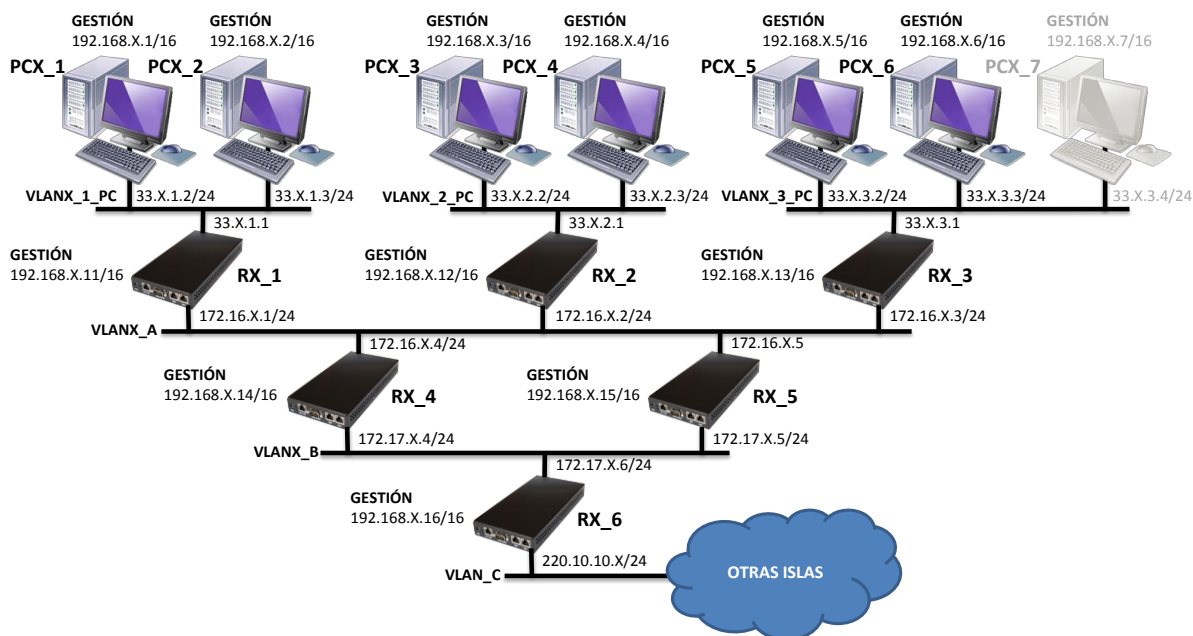 GESTIÓN
192.168.X.1/16
GESTIÓN
192.168.X.2/16
GESTIÓN
192.168.X.3/16
GESTIÓN
192.168.X.4/16
GESTIÓN
192.168.X.5/16
GESTIÓN
192.168.X.6/16
GESTIÓN
192.168.X.7/16
PCX_1
PCX_2
PCX_3
PCX_4
PCX_5
PCX_6
PCX_7
VLANX_1_PC
33.X.1.2/24
33.X.1.3/24
VLANX_2_PC
33.X.2.2/24
33.X.2.3/24
VLANX_3_PC
33.X.3.2/24
33.X.3.3/24
33.X.3.4/24
33.X.1.1
33.X.2.1
33.X.3.1
GESTIÓN
192.168.X.11/16
RX_1
GESTIÓN
192.168.X.12/16
RX_2
GESTIÓN
192.168.X.13/16
RX_3
172.16.X.1/24
172.16.X.2/24
172.16.X.3/24
VLANX_A
172.16.X.4/24
172.16.X.5
GESTIÓN
192.168.X.14/16
RX_4
GESTIÓN
192.168.X.15/16
RX_5
172.17.X.4/24
172.17.X.5/24
VLANX_B
172.17.X.6/24
GESTIÓN
192.168.X.16/16
RX_6
220.10.10.X/24
VLAN_C
OTRAS ISLAS